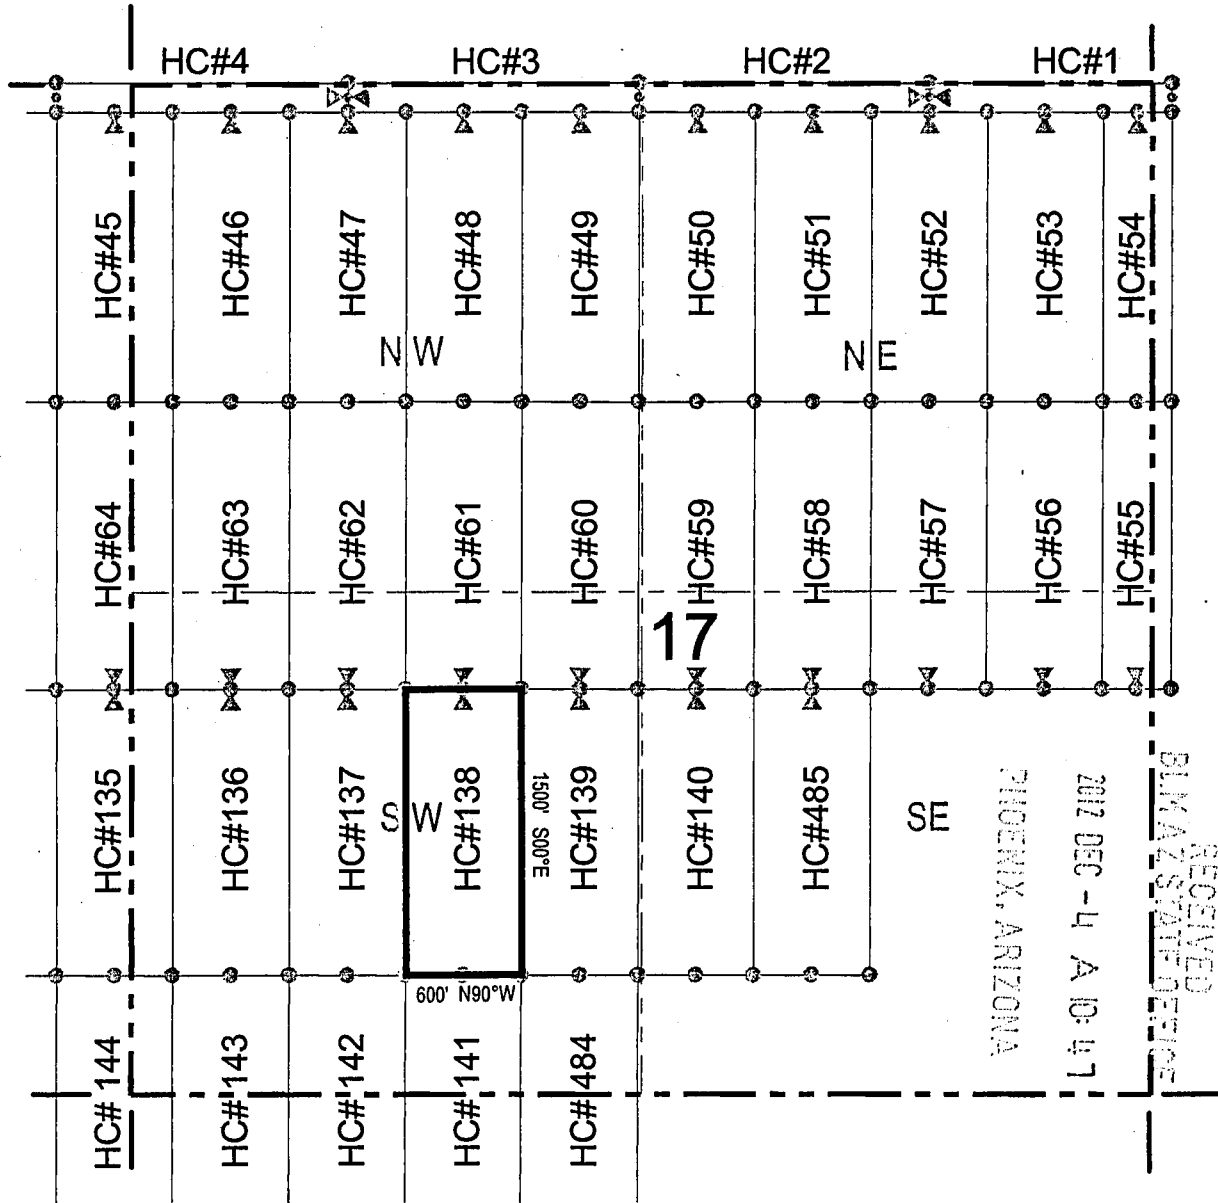 HC#4 HC#3 HC#2 HC#1
HC#45 HC#46 HC#47 HC#48 HC#49 HC#50 HC#51 HC#52 HC#53 HC#54
NW NE
HC#64 HC#63 HC#62 HC#61 HC#60 HC#59 HC#58 HC#57 HC#56 HC#55
17
HC#135 HC#136 HC#137 HC#138 HC#139 HC#140 HC#485
SW SE
1500' S00°E
600' N90°W
HC#144 HC#143 HC#142 HC#141 HC#484
RECEIVED
BLM AZ STATE OFFICE
2012 DEC -4 A 10:47
PHOENIX, ARIZONA